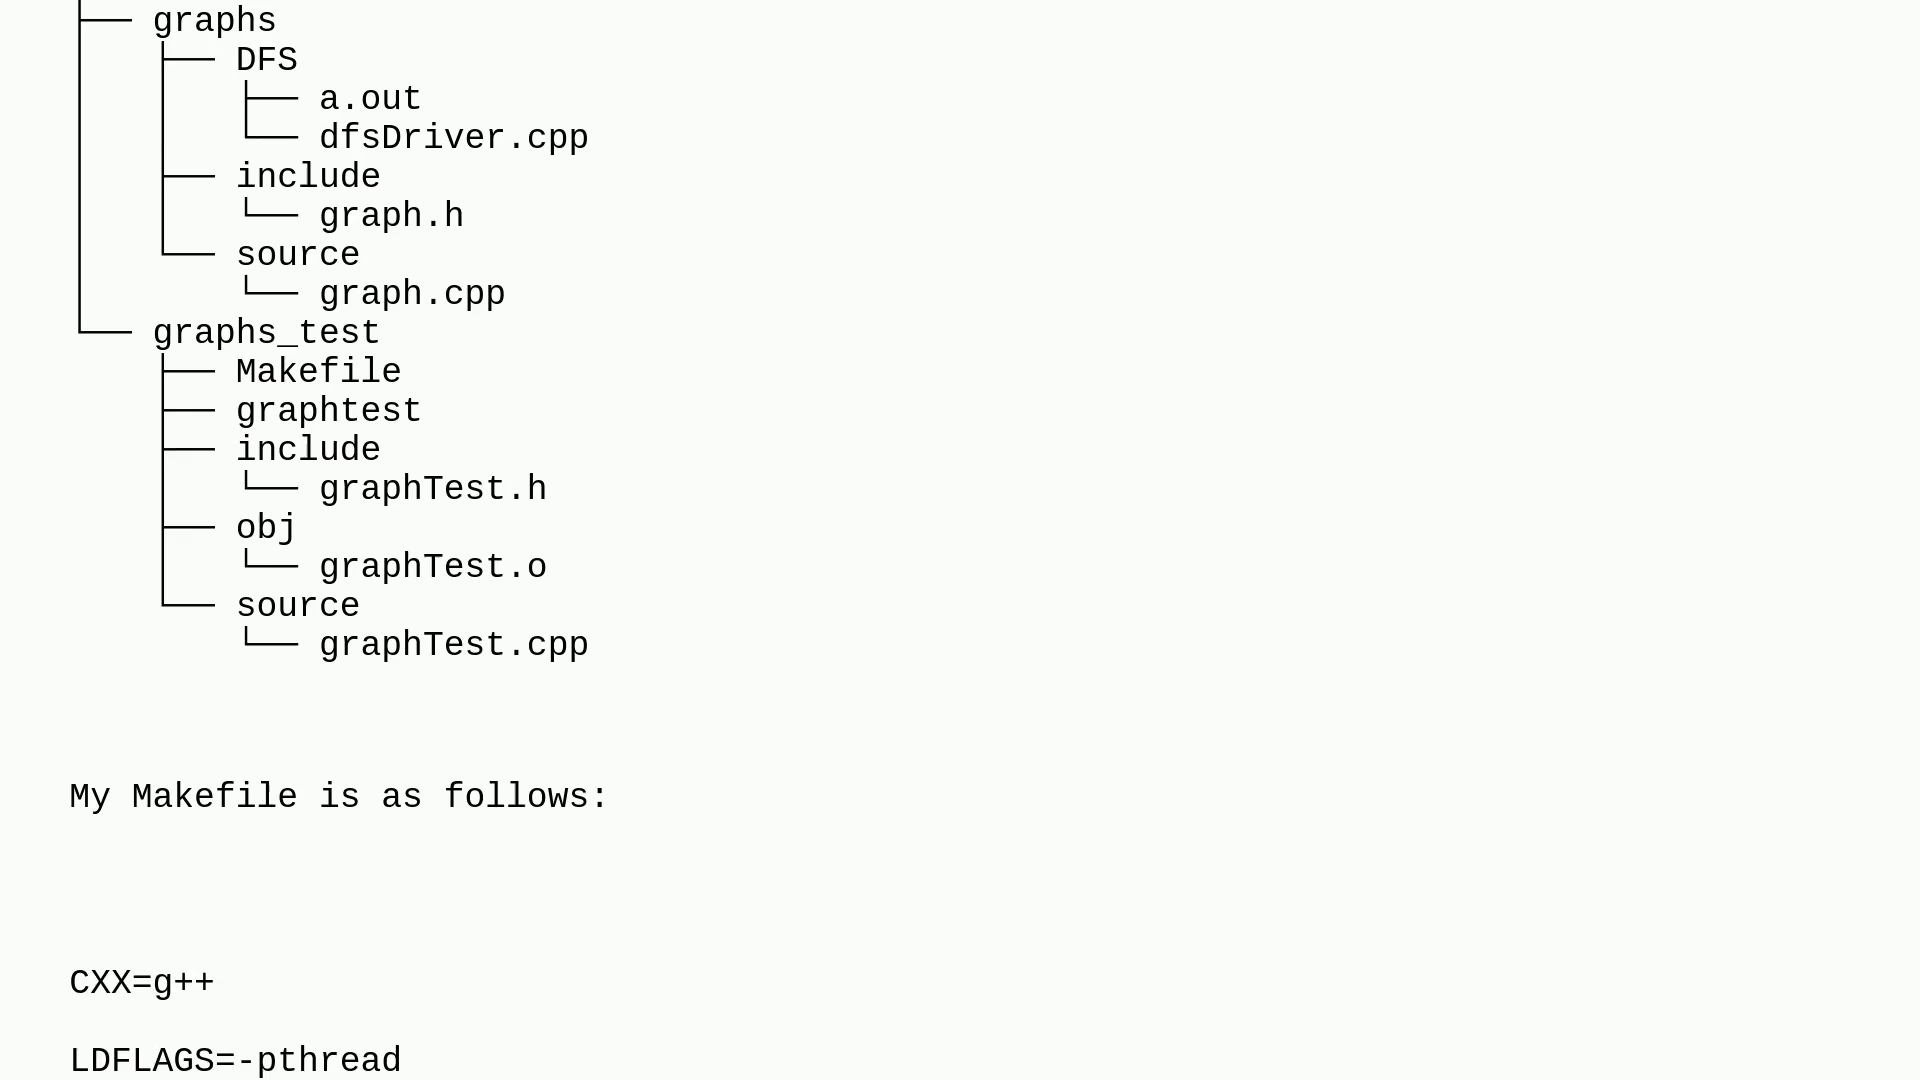 ├── graphs
│   ├── DFS
│   │   ├── a.out
│   │   └── dfsDriver.cpp
│   ├── include
│   │   └── graph.h
│   └── source
│       └── graph.cpp
└── graphs_test
    ├── Makefile
    ├── graphtest
    ├── include
    │   └── graphTest.h
    ├── obj
    │   └── graphTest.o
    └── source
        └── graphTest.cpp
My Makefile is as follows:
CXX=g++
LDFLAGS=-pthread